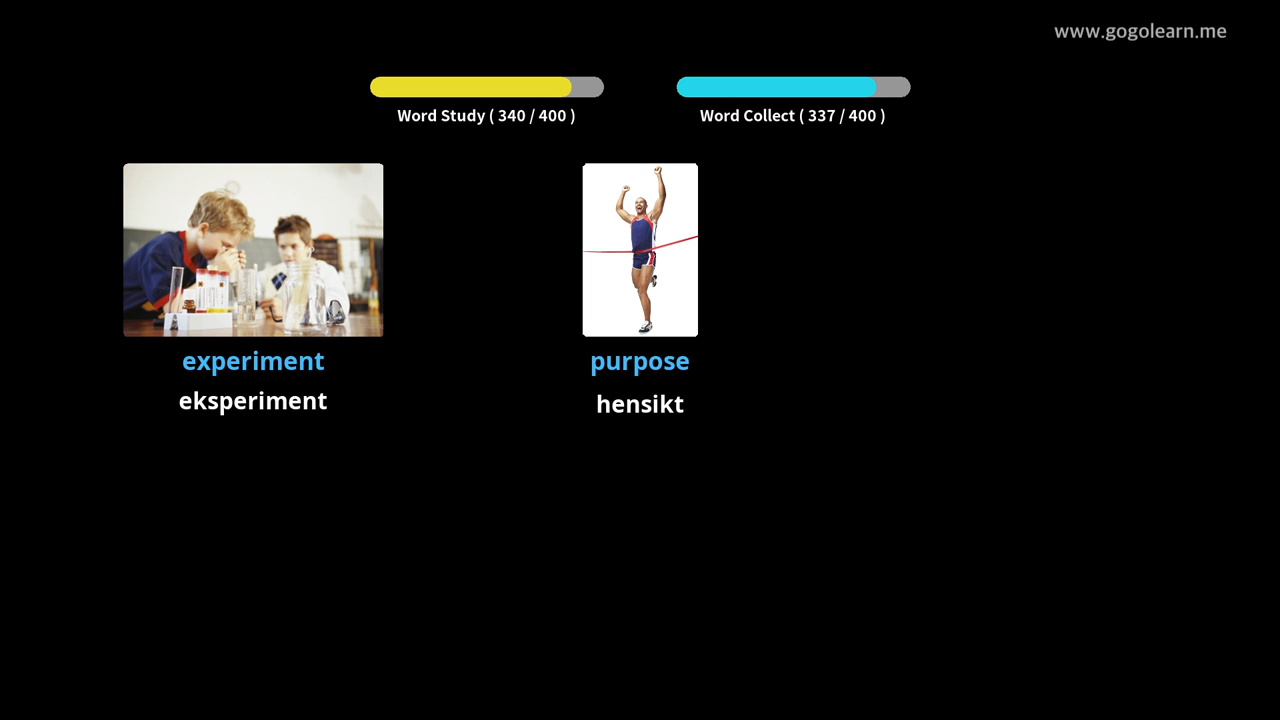 www.gogolearn.me
Word Study ( 340 / 400 )
Word Collect ( 337 / 400 )
experiment
eksperiment
purpose
hensikt